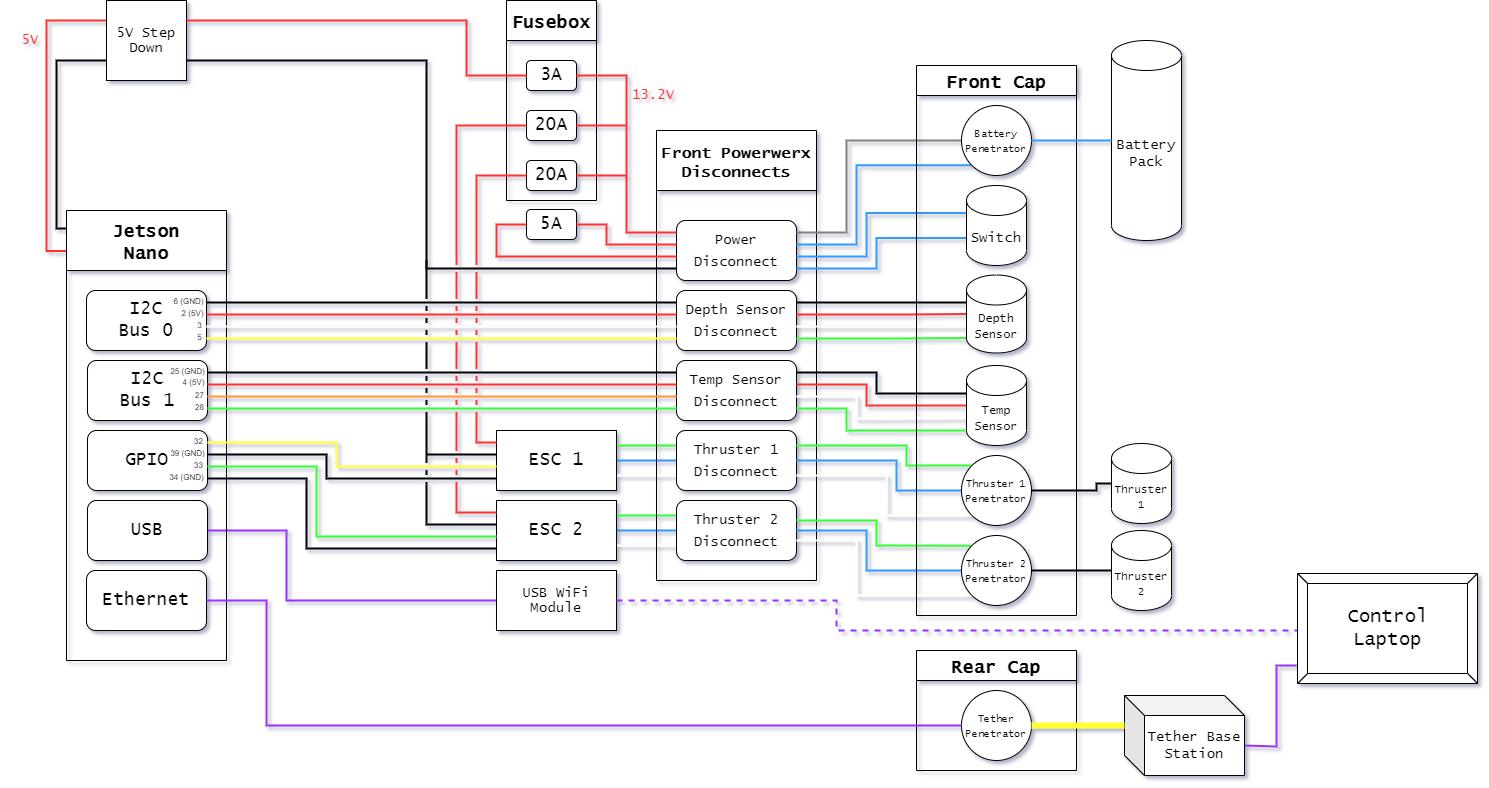 5V
5V Step
Down
Fusebox
3A
20A
20A
5A
13.2V
Front Powerwerx
Disconnects
Power
Disconnect
Depth Sensor
Disconnect
Temp Sensor
Disconnect
Thruster 1
Disconnect
Thruster 2
Disconnect
Front Cap
Battery
Penetrator
Switch
Depth
Sensor
Temp
Sensor
Thruster 1
Penetrator
Thruster 2
Penetrator
Battery
Pack
Thruster
1
Thruster
2
Jetson
Nano
I2C
Bus 0
6 (GND)
2 (5V)
3
5
I2C
Bus 1
25 (GND)
4 (5V)
27
28
GPIO
32
39 (GND)
33
34 (GND)
USB
Ethernet
ESC 1
ESC 2
USB WiFi
Module
Control
Laptop
Rear Cap
Tether
Penetrator
Tether Base
Station